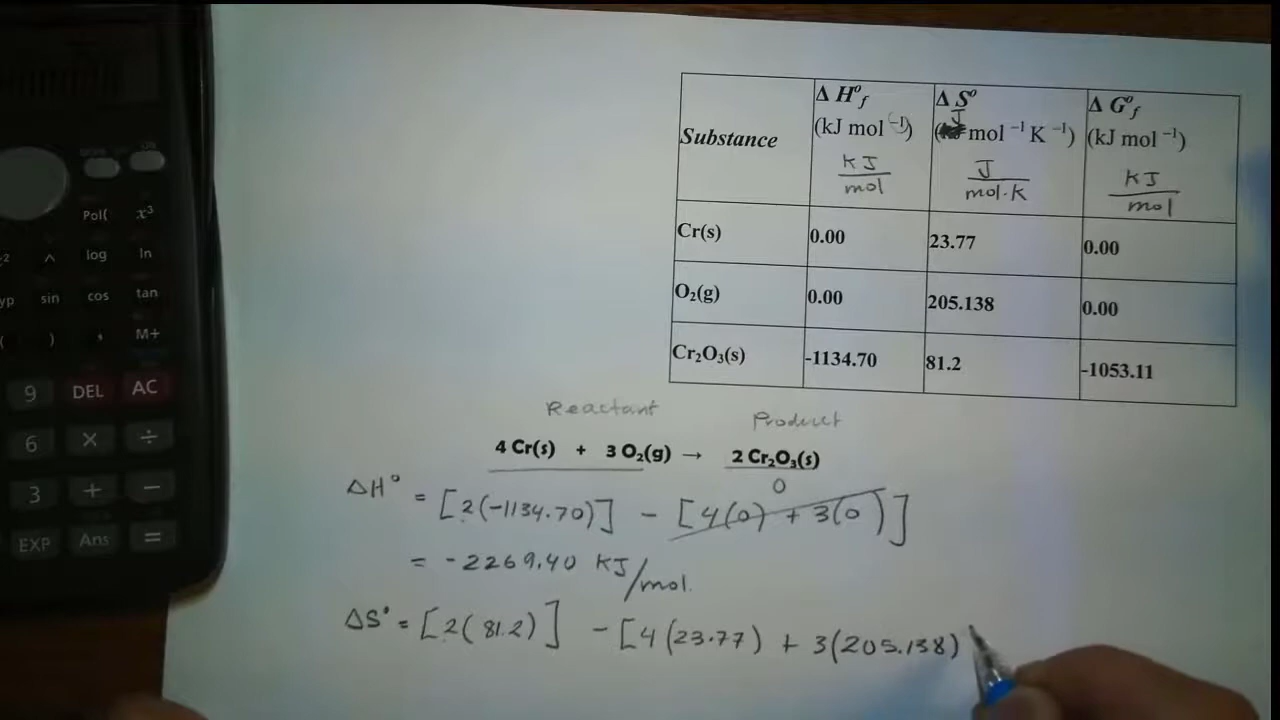 Substance
Δ H°f
(kJ mol –1)
kJ
mol
Δ S°
J
mol –1 K –1)
J
mol·K
Δ G°f
(kJ mol –1)
kJ
mol
Cr(s) 0.00 23.77 0.00
O₂(g) 0.00 205.138 0.00
Cr₂O₃(s) -1134.70 81.2 -1053.11
Reactant Product
4 Cr(s) + 3 O₂(g) → 2 Cr₂O₃(s)
0
ΔH° = [2(-1134.70)] - [4(0) + 3(0)]
= -2269.40 KJ/mol.
ΔS° = [2(81.2)] - [4(23.77) + 3(205.138)
Pol( x³
^ log ln
sin cos tan
( ) , M+
9 DEL AC
6 × ÷
3 + −
EXP Ans =